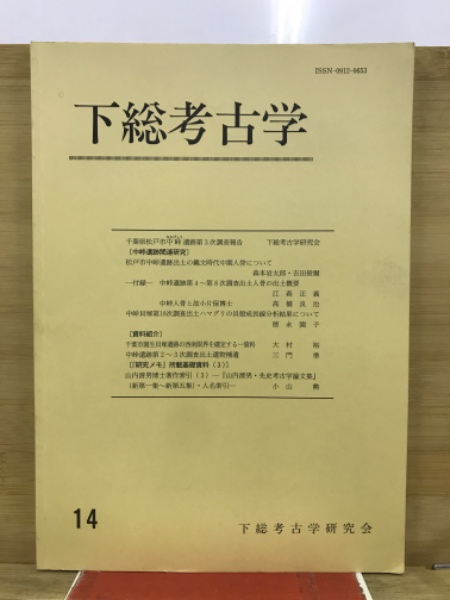 ISSN-0912-0653
下総考古学
千葉県松戸市中峠遺跡第3次調査報告 下総考古学研究会
〔中峠遺跡関連研究〕
松戸市中峠遺跡出土の縄文時代中期人骨について
森本岩太郎・吉田俊爾
―付録― 中峠遺跡第4～第8次調査出土人骨の出土概要
江森正義
中峠人骨と故小片保博士 高橋良治
中峠貝塚第10次調査出土ハマグリの貝殻成長線分析結果について
徳永園子
〔資料紹介〕
千葉市園生貝塚遺跡の西南限界を確定する一資料 大村裕
中峠遺跡第2～3次調査出土遺物補遺 三門準
〔『研究メモ』所載基礎資料（3）〕
山内清男博士著作索引（3）―『山内清男・先史考古学論文集』
（新第一集～新第五集）・人名索引― 小山勲
14
下総考古学研究会